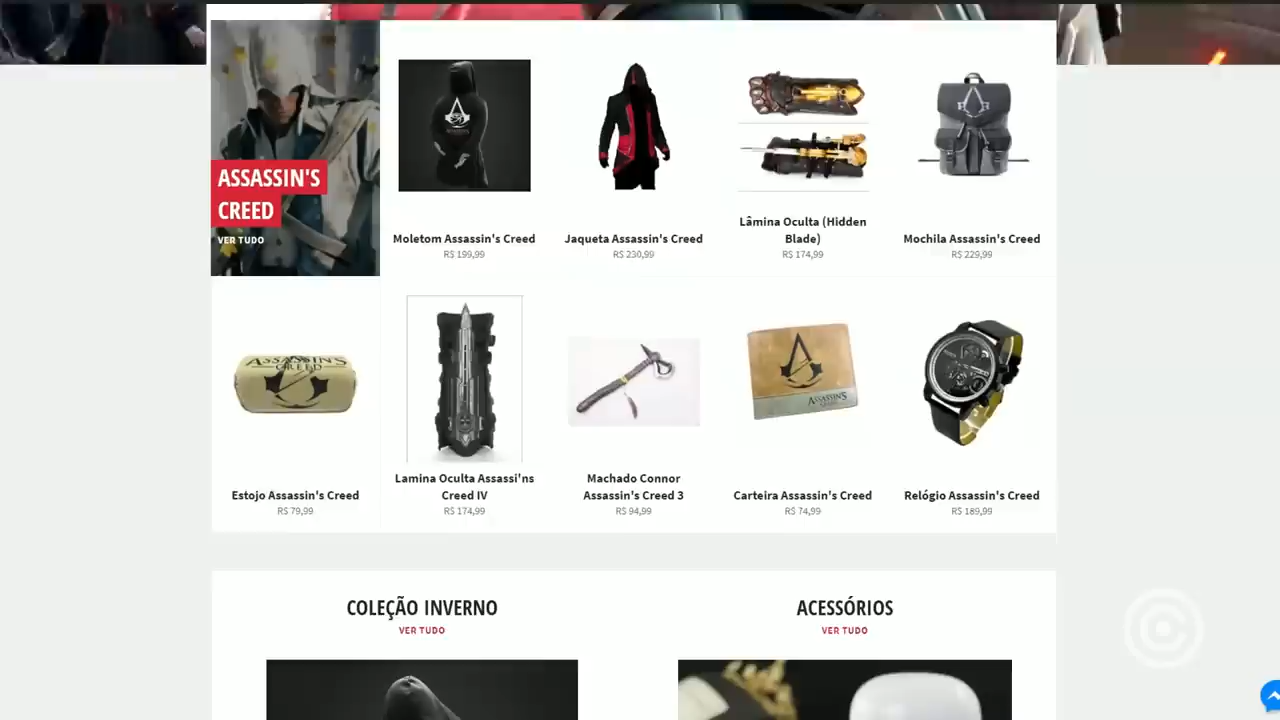 ASSASSIN'S
CREED
VER TUDO
Moletom Assassin's Creed
R$ 199,99
Jaqueta Assassin's Creed
R$ 230,99
Lâmina Oculta (Hidden
Blade)
R$ 174,99
Mochila Assassin's Creed
R$ 229,99
ASSASSIN'S
CREED
Estojo Assassin's Creed
R$ 79,99
Lamina Oculta Assassi'ns
Creed IV
R$ 174,99
Machado Connor
Assassin's Creed 3
R$ 94,99
ASSASSIN'S
Carteira Assassin's Creed
R$ 74,99
Relógio Assassin's Creed
R$ 189,99
COLEÇÃO INVERNO
VER TUDO
ACESSÓRIOS
VER TUDO